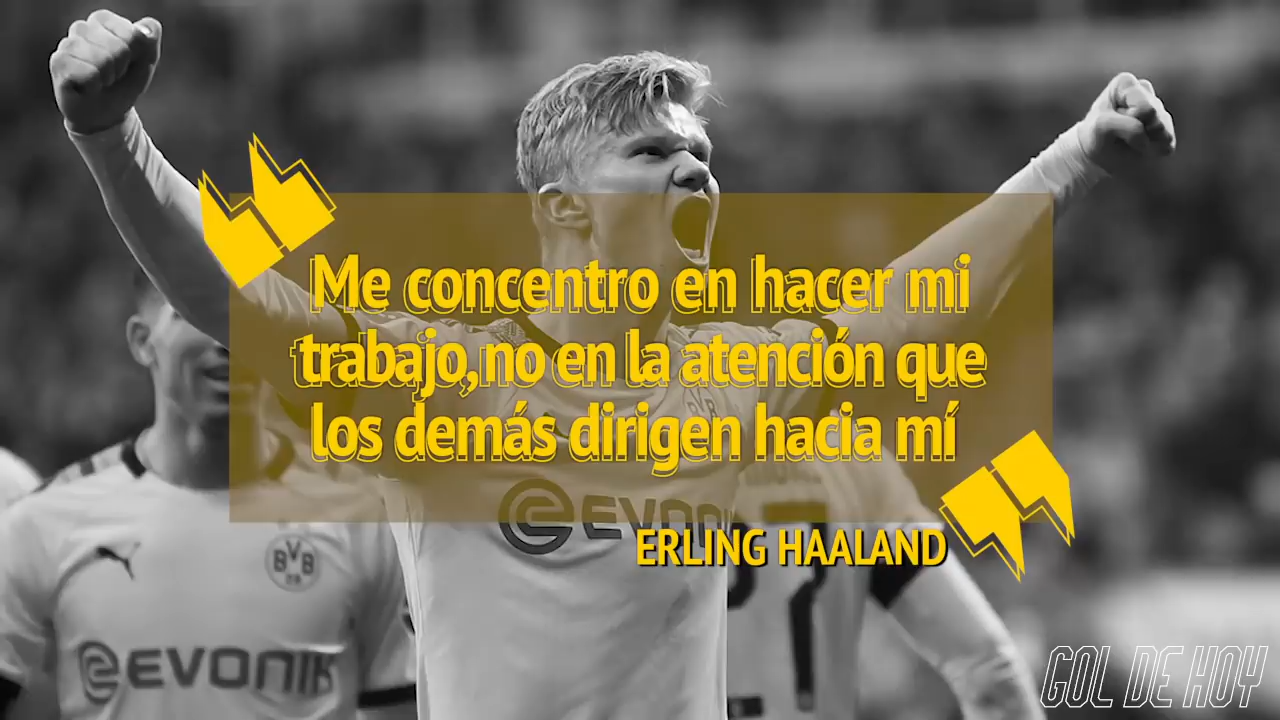 Me concentro en hacer mi
trabajo, no en la atención que
los demás dirigen hacia mí
EVONIK
ERLING HAALAND
BVB
09
EVONIK
GOL DE HOY